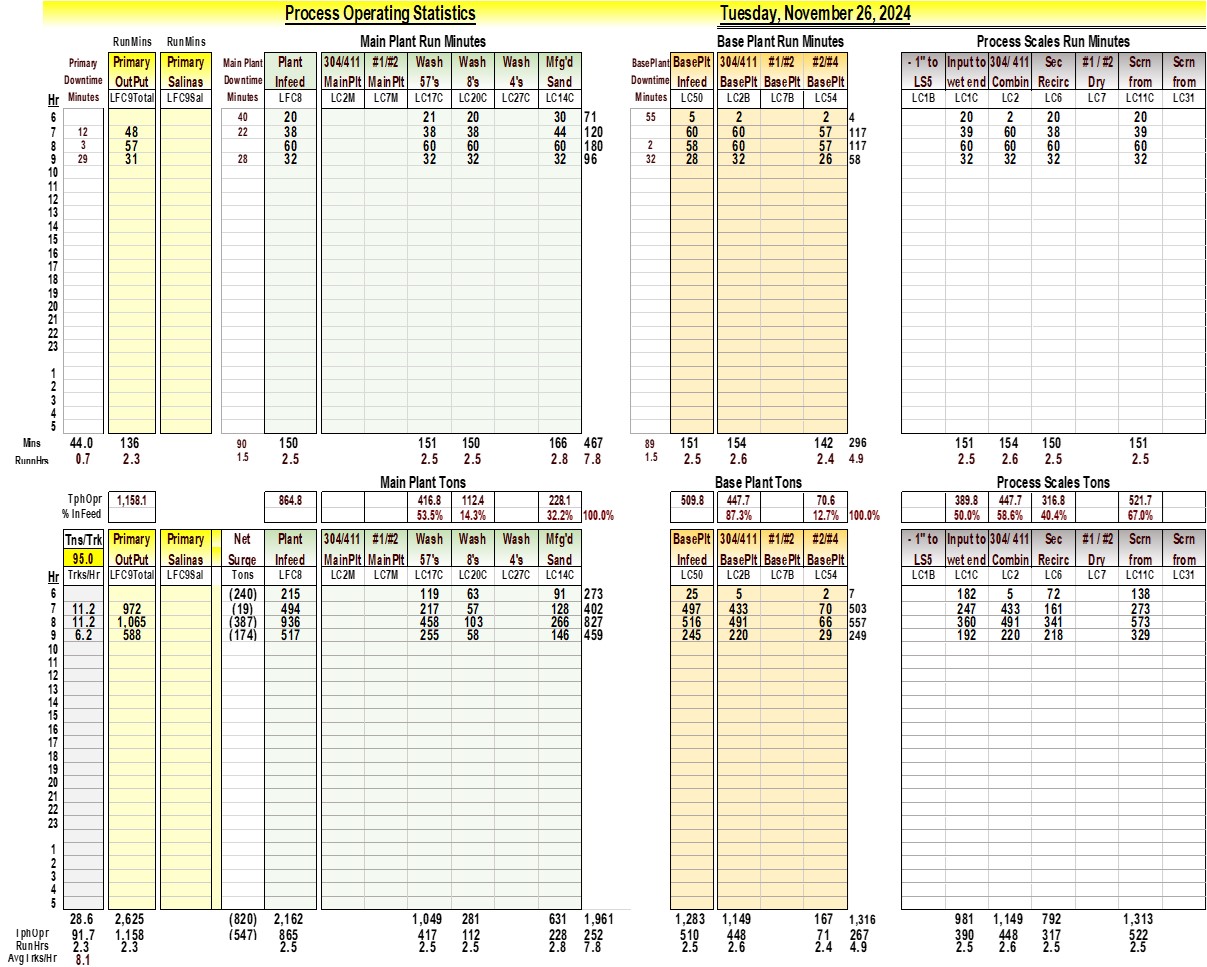 Process Operating Statistics Tuesday, November 26, 2024
RunMins RunMins Main Plant Run Minutes Base Plant Run Minutes Process Scales Run Minutes
Primary Primary Primary Main Plant Plant 304/411 #1/#2 Wash Wash Wash Mfg'd BasePlant BasePlt 304/411 #1/#2 #2/#4 - 1" to Input to 304/ 411 Sec #1 / #2 Scrn Scrn
Downtime OutPut Salinas Downtime Infeed MainPlt MainPlt 57's 8's 4's Sand Downtime Infeed BasePlt BasePlt BasePlt LS5 wet end Combin Recirc Dry from from
Hr Minutes LFC9Total LFC9Sal Minutes LFC8 LC2M LC7M LC17C LC20C LC27C LC14C Minutes LC50 LC2B LC7B LC54 LC1B LC1C LC2 LC6 LC7 LC11C LC31
6 40 20 21 20 30 71 55 5 2 2 4 20 2 20 20
7 12 48 22 38 38 38 44 120 60 60 57 117 39 60 38 39
8 3 57 60 60 60 60 180 2 58 60 57 117 60 60 60 60
9 29 31 28 32 32 32 32 96 32 28 32 26 58 32 32 32 32
10
11
12
13
14
15
16
17
18
19
20
21
22
23
1
2
3
4
5
Mins 44.0 136 90 150 151 150 166 467 89 151 154 142 296 151 154 150 151
RunnHrs 0.7 2.3 1.5 2.5 2.5 2.5 2.8 7.8 1.5 2.5 2.6 2.4 4.9 2.5 2.6 2.5 2.5
Main Plant Tons Base Plant Tons Process Scales Tons
TphOpr 1,158.1 864.8 416.8 112.4 228.1 509.8 447.7 70.6 389.8 447.7 316.8 521.7
% InFeed 53.5% 14.3% 32.2% 100.0% 87.3% 12.7% 100.0% 50.0% 58.6% 40.4% 67.0%
Tns/Trk Primary Primary Net Plant 304/411 #1/#2 Wash Wash Wash Mfg'd BasePlt 304/411 #1/#2 #2/#4 - 1" to Input to 304/ 411 Sec #1 / #2 Scrn Scrn
95.0 OutPut Salinas Surge Infeed MainPlt MainPlt 57's 8's 4's Sand Infeed BasePlt BasePlt BasePlt LS5 wet end Combin Recirc Dry from from
Hr Trks/Hr LFC9Total LFC9Sal Tons LFC8 LC2M LC7M LC17C LC20C LC27C LC14C LC50 LC2B LC7B LC54 LC1B LC1C LC2 LC6 LC7 LC11C LC31
6 (240) 215 119 63 91 273 25 5 2 7 182 5 72 138
7 11.2 972 (19) 494 217 57 128 402 497 433 70 503 247 433 161 273
8 11.2 1,065 (387) 936 458 103 266 827 516 491 66 557 360 491 341 573
9 6.2 588 (174) 517 255 58 146 459 245 220 29 249 192 220 218 329
10
11
12
13
14
15
16
17
18
19
20
21
22
23
1
2
3
4
5
28.6 2,625 (820) 2,162 1,049 281 631 1,961 1,283 1,149 167 1,316 981 1,149 792 1,313
TphOpr 91.7 1,158 (547) 865 417 112 228 252 510 448 71 267 390 448 317 522
RunHrs 2.3 2.3 2.5 2.5 2.5 2.8 7.8 2.5 2.6 2.4 4.9 2.5 2.6 2.5 2.5
Avg Trks/Hr 8.1